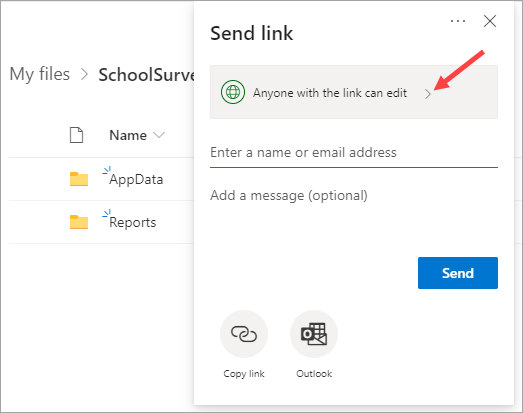 Send link
My files > SchoolSurve
Anyone with the link can edit
Name
Enter a name or email address
AppData
Add a message (optional)
Reports
Send
Copy link
Outlook